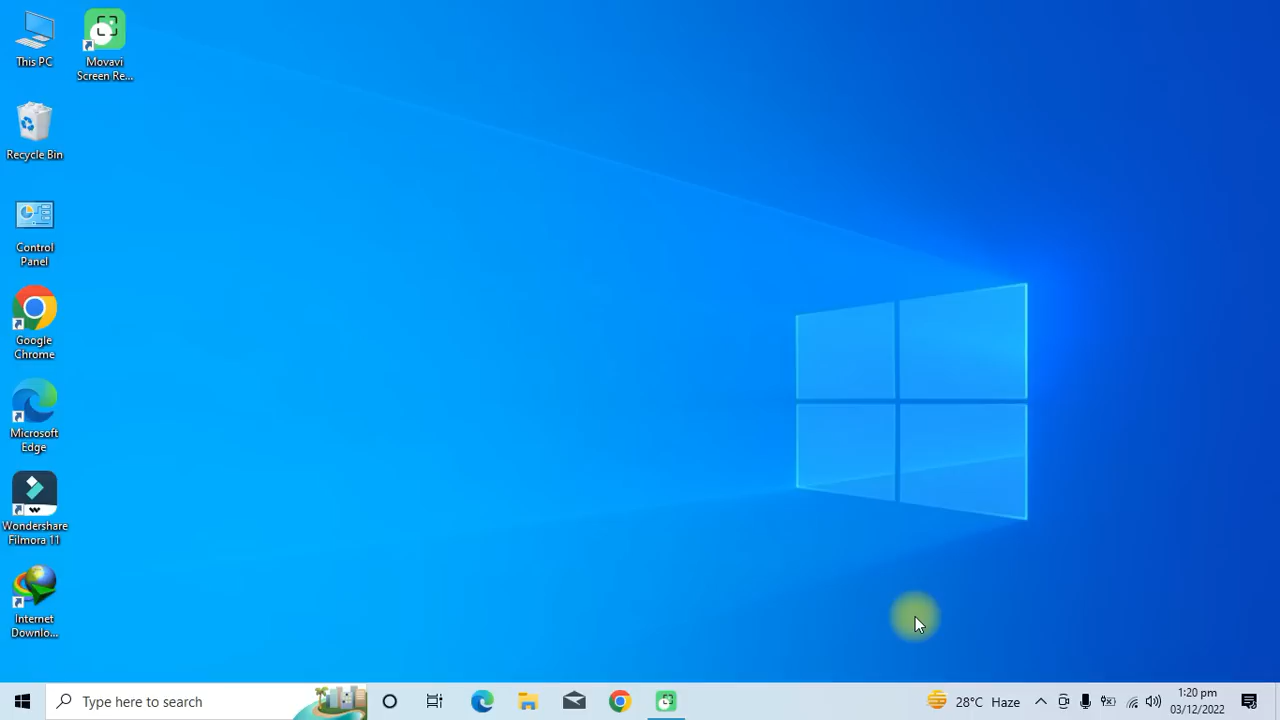 This PC
Movavi
Screen Re...
Recycle Bin
Control
Panel
Google
Chrome
Microsoft
Edge
Wondershare
Filmora 11
Internet
Downlo...
Type here to search
28°C Haze
1:20 pm
03/12/2022